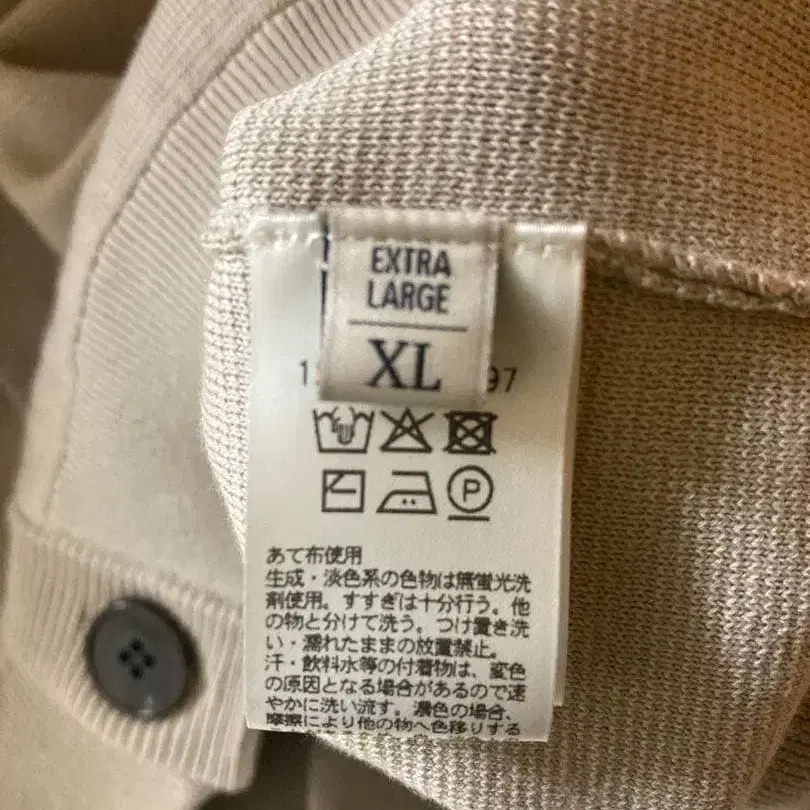 EXTRA
LARGE
XL
1 97
P
あて布使用
生成・淡色系の色物は無蛍光洗
剤使用。すすぎは十分行う。他
の物と分けて洗う。つけ置き洗
い・濡れたままの放置禁止。
汗・飲料水等の付着物は、変色
の原因となる場合があるので速
やかに洗い流す。濃色の場合、
摩擦により他の物へ色移りする